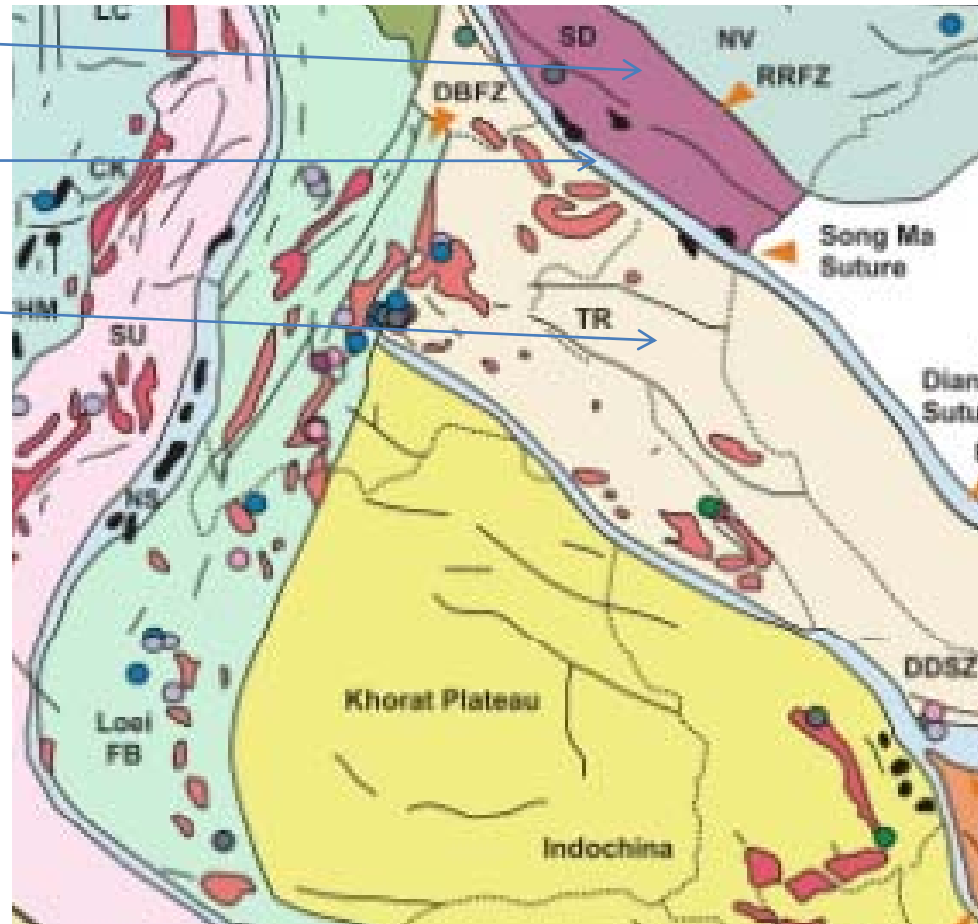 LC
SD
NV
RRFZ
DBFZ
CK
Song Ma
Suture
HM
SU
TR
Dian
Sutu
NS
DDSZ
Khorat Plateau
Loei
FB
Indochina